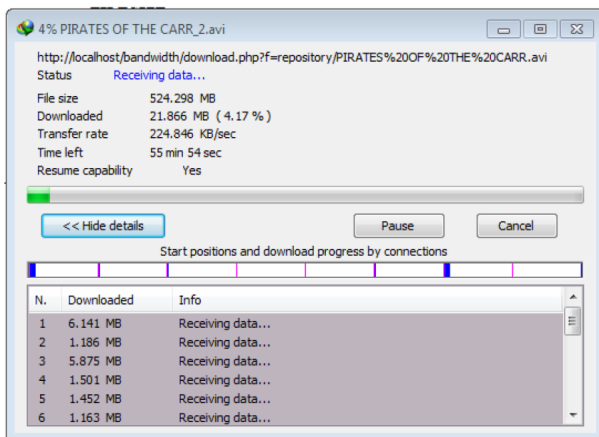 4% PIRATES OF THE CARR_2.avi
http://localhost/bandwidth/download.php?f=repository/PIRATES%20OF%20THE%20CARR.avi
Status Receiving data...
File size 524.298 MB
Downloaded 21.866 MB ( 4.17 % )
Transfer rate 224.846 KB/sec
Time left 55 min 54 sec
Resume capability Yes
<< Hide details Pause Cancel
Start positions and download progress by connections
N. Downloaded Info
1 6.141 MB Receiving data...
2 1.186 MB Receiving data...
3 5.875 MB Receiving data...
4 1.501 MB Receiving data...
5 1.452 MB Receiving data...
6 1.163 MB Receiving data...